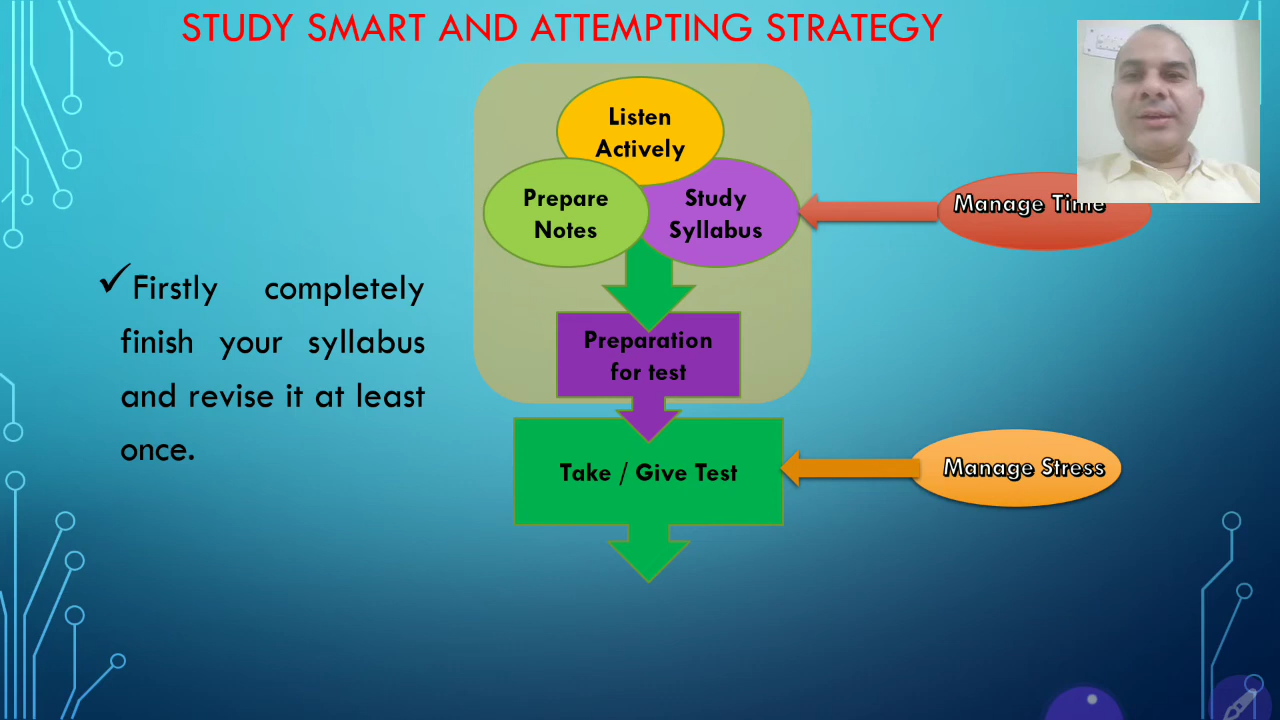 STUDY SMART AND ATTEMPTING STRATEGY
Listen
Actively
Prepare
Notes
Study
Syllabus
Manage Time
✓Firstly completely
finish your syllabus
and revise it at least
once.
Preparation
for test
Take / Give Test
Manage Stress